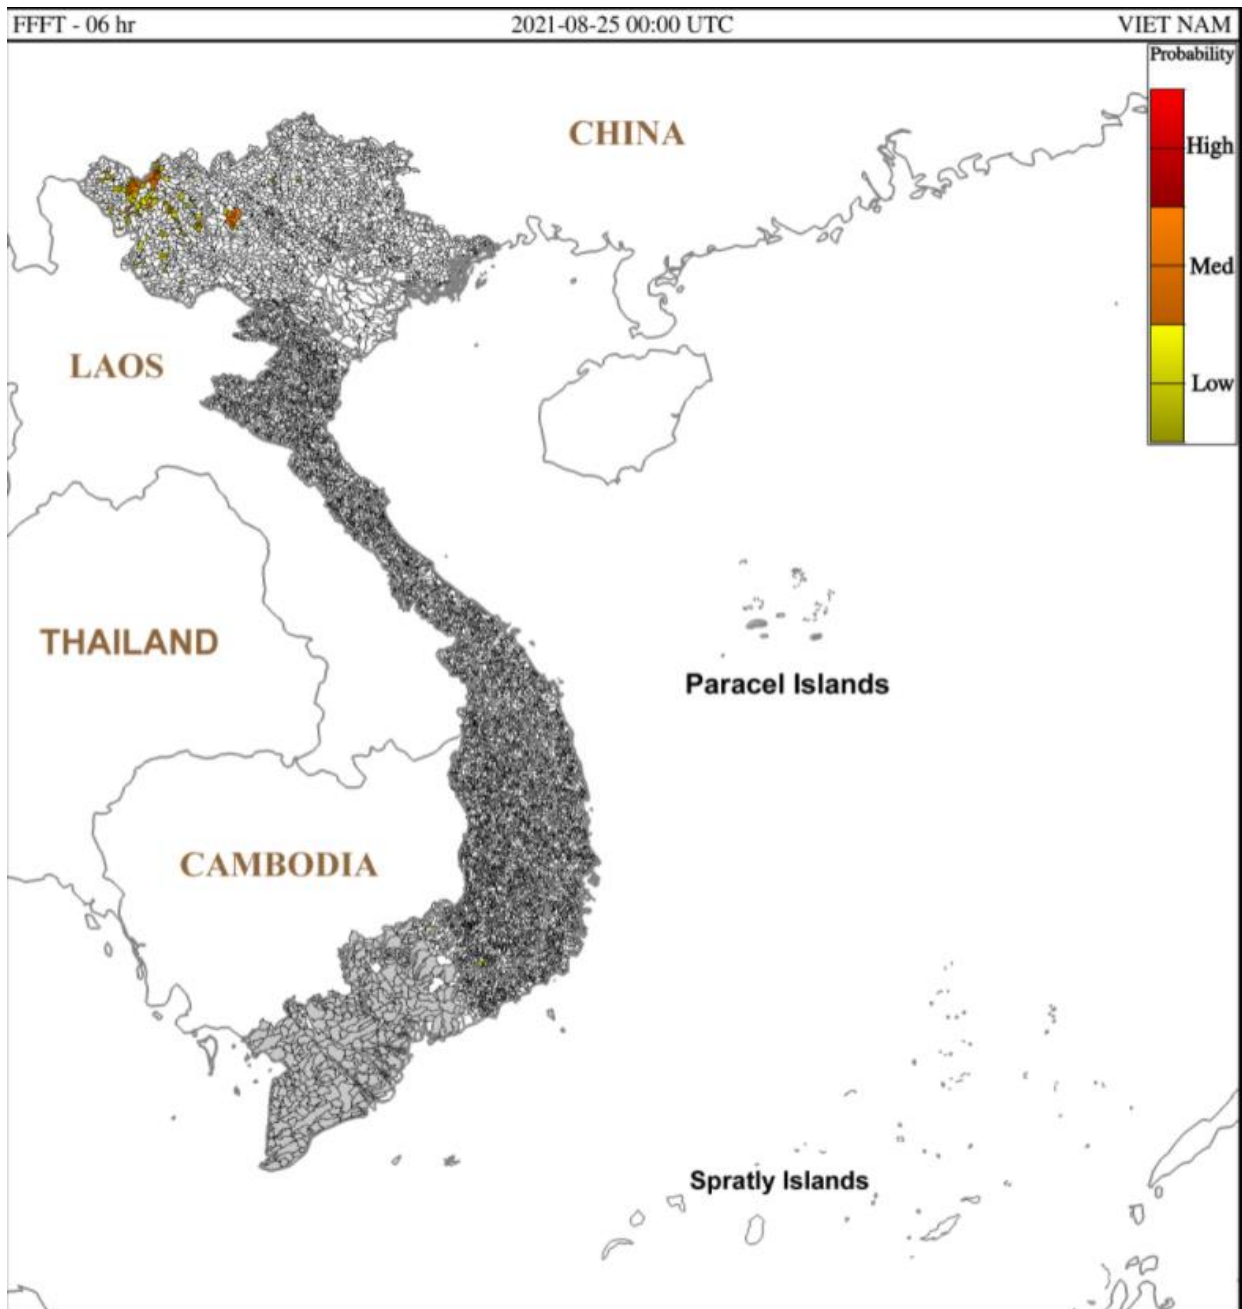 FFFT - 06 hr 2021-08-25 00:00 UTC VIET NAM
Probability
CHINA
High
Med
LAOS
Low
THAILAND
Paracel Islands
CAMBODIA
Spratly Islands